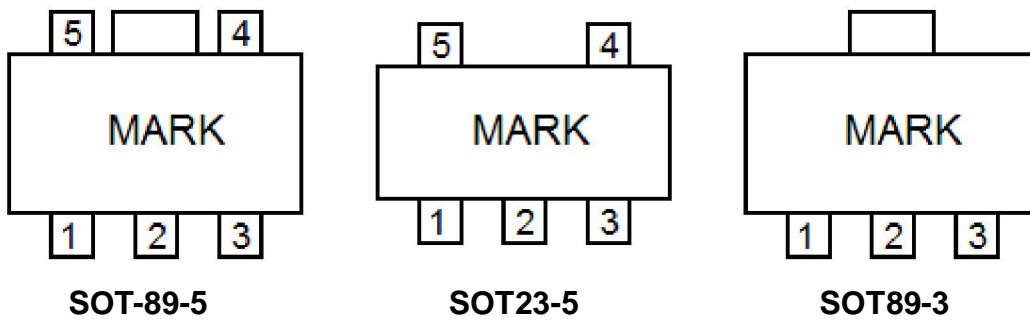 5 4 5 4
MARK MARK MARK
1 2 3 1 2 3 1 2 3
SOT-89-5 SOT23-5 SOT89-3